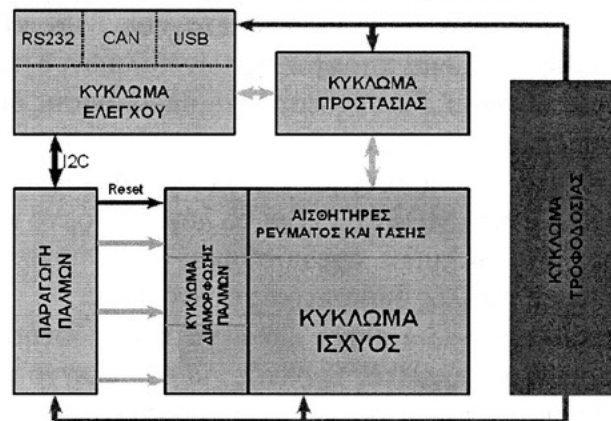 RS232
CAN
USB
ΚΥΚΛΩΜΑ
ΕΛΕΓΧΟΥ
ΚΥΚΛΩΜΑ
ΠΡΟΣΤΑΣΙΑΣ
I2C
Reset
ΠΑΡΑΓΩΓΗ
ΠΑΛΜΩΝ
ΚΥΚΛΩΜΑ
ΔΙΑΜΟΡΦΩΣΗΣ
ΠΑΛΜΩΝ
ΑΙΣΘΗΤΗΡΕΣ
ΡΕΥΜΑΤΟΣ ΚΑΙ ΤΑΣΗΣ
ΚΥΚΛΩΜΑ
ΙΣΧΥΟΣ
ΚΥΚΛΩΜΑ
ΤΡΟΦΟΔΟΣΙΑΣ